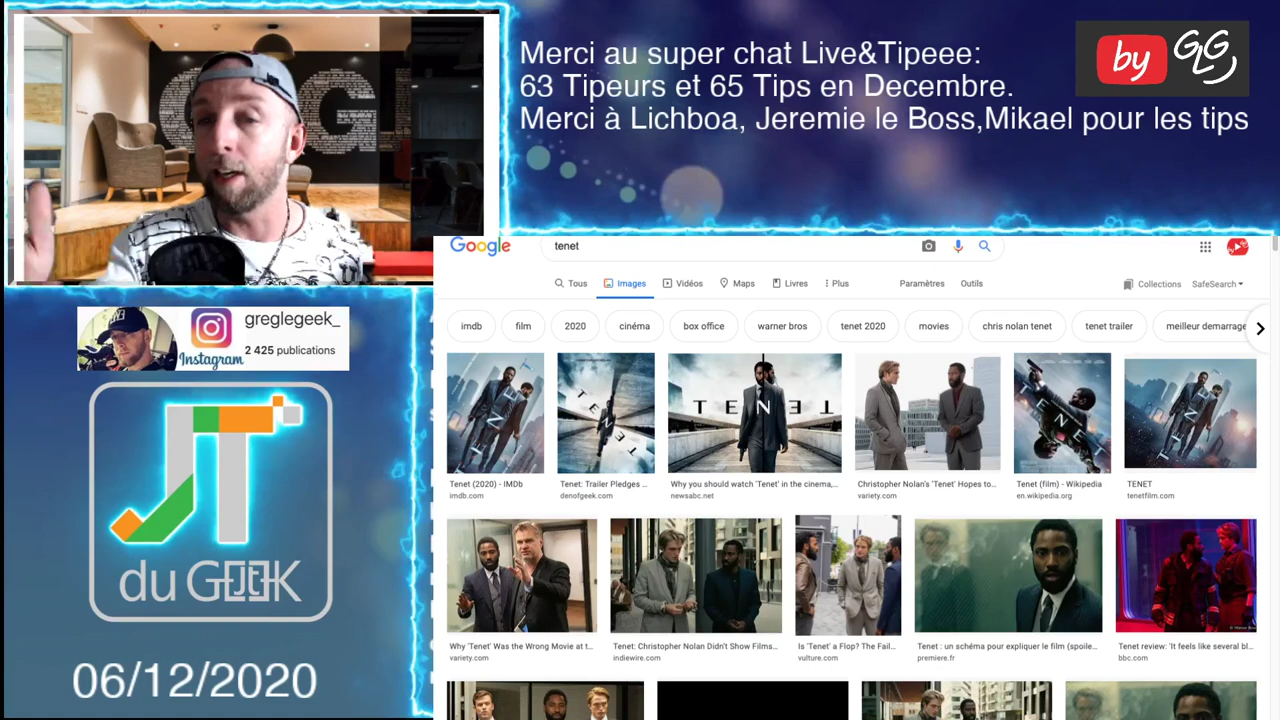 Merci au super chat Live&Tipeee:
63 Tipeurs et 65 Tips en Decembre.
Merci à Lichboa, Jeremie le Boss,Mikael pour les tips
by GLG
greglegeek_
2 425 publications
Instagram
JT
du GEEK
06/12/2020
Google
tenet
Tous
Images
Vidéos
Maps
Livres
Plus
Paramètres
Outils
Collections
SafeSearch
imdb
film
2020
cinéma
box office
warner bros
tenet 2020
movies
chris nolan tenet
tenet trailer
meilleur demarrage
TENET
TENET
TENET
TENET
TENET
Tenet (2020) - IMDb
imdb.com
Tenet: Trailer Pledges ...
denofgeek.com
Why you should watch 'Tenet' in the cinema,...
newsabc.net
Christopher Nolan's 'Tenet' Hopes to...
variety.com
Tenet (film) - Wikipedia
en.wikipedia.org
TENET
tenetfilm.com
Why 'Tenet' Was the Wrong Movie at t...
variety.com
Tenet: Christopher Nolan Didn't Show Films...
indiewire.com
Is 'Tenet' a Flop? The Fail...
vulture.com
Tenet : un schéma pour expliquer le film (spoile...
premiere.fr
Tenet review: 'It feels like several bl...
bbc.com